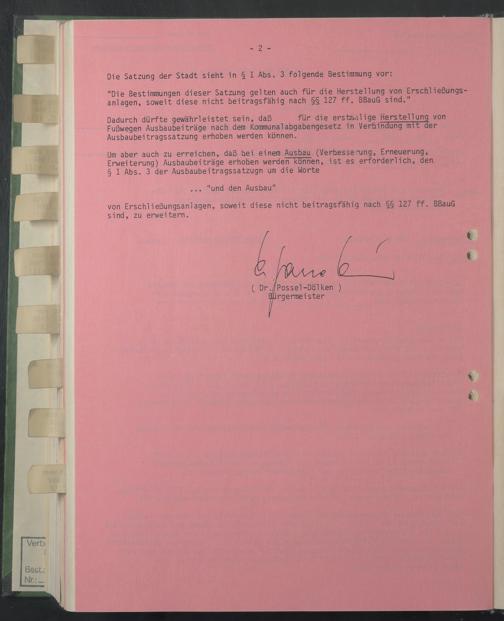 - 2 -
Die Satzung der Stadt sieht in § I Abs. 3 folgende Bestimmung vor:
"Die Bestimmungen dieser Satzung gelten auch für die Herstellung von Erschließungs-
anlagen, soweit diese nicht beitragsfähig nach §§ 127 ff. BBauG sind."
Dadurch dürfte gewährleistet sein, daß für die erstmalige Herstellung von
Fußwegen Ausbaubeiträge nach dem Kommunalabgabengesetz in Verbindung mit der
Ausbaubeitragssatzung erhoben werden können.
Um aber auch zu erreichen, daß bei einem Ausbau (Verbesserung, Erneuerung,
Erweiterung) Ausbaubeiträge erhoben werden können, ist es erforderlich, den
§ I Abs. 3 der Ausbaubeitragssatzugn um die Worte
... "und den Ausbau"
von Erschließungsanlagen, soweit diese nicht beitragsfähig nach §§ 127 ff. BBauG
sind, zu erweitern.
( Dr. Possel-Dölken )
Bürgermeister
Verb
Best.:
Nr.: